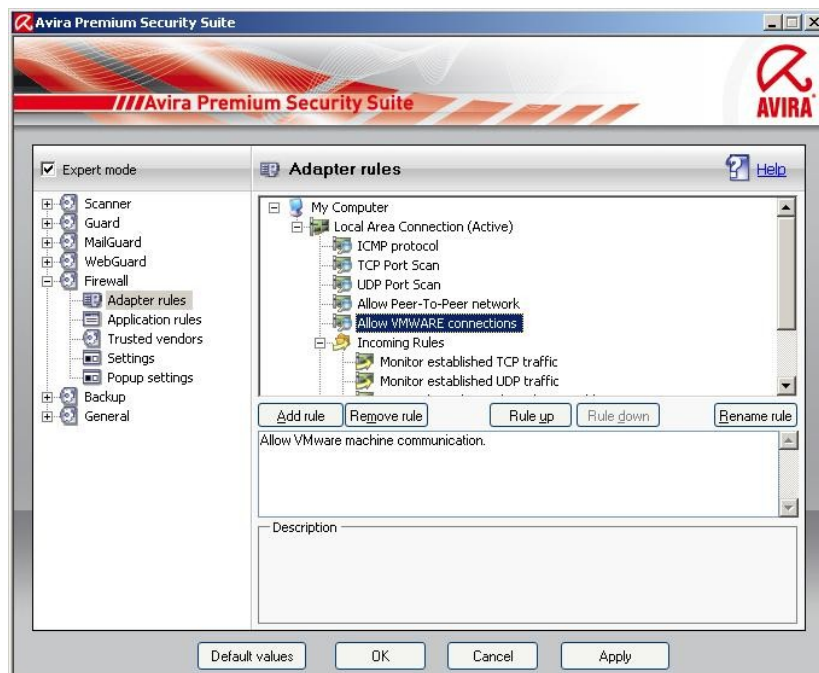 Avira Premium Security Suite
////Avira Premium Security Suite
AVIRA
Expert mode
Scanner
Guard
MailGuard
WebGuard
Firewall
Adapter rules
Application rules
Trusted vendors
Settings
Popup settings
Backup
General
Adapter rules
Help
My Computer
Local Area Connection (Active)
ICMP protocol
TCP Port Scan
UDP Port Scan
Allow Peer-To-Peer network
Allow VMWARE connections
Incoming Rules
Monitor established TCP traffic
Monitor established UDP traffic
Add rule Remove rule Rule up Rule down Rename rule
Allow VMware machine communication.
Description
Default values OK Cancel Apply